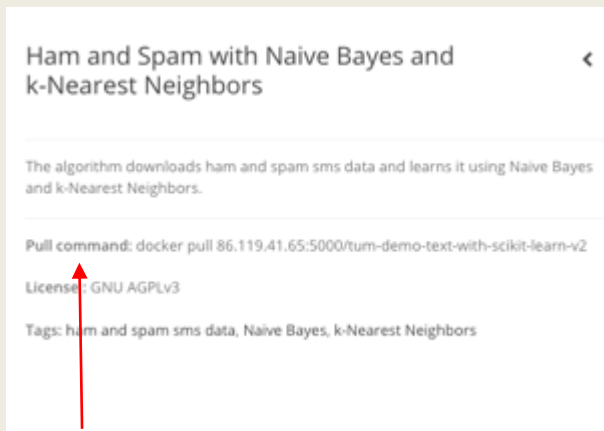 Ham and Spam with Naive Bayes and
k-Nearest Neighbors
The algorithm downloads ham and spam sms data and learns it using Naive Bayes
and k-Nearest Neighbors.
Pull command: docker pull 86.119.41.65:5000/tum-demo-text-with-scikit-learn-v2
License: GNU AGPLv3
Tags: ham and spam sms data, Naive Bayes, k-Nearest Neighbors